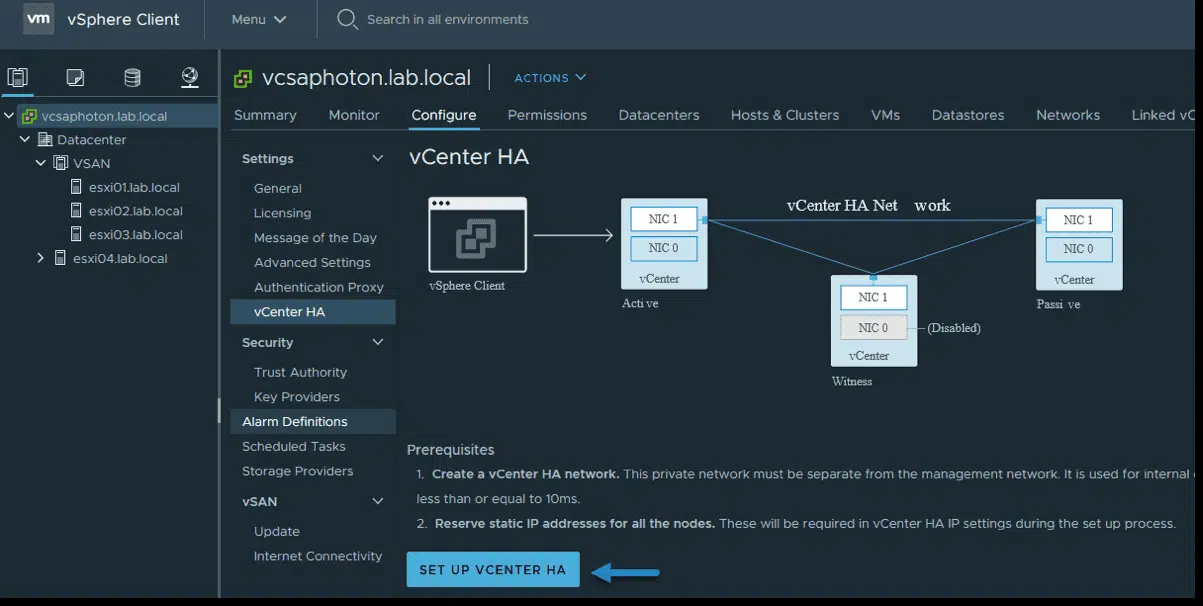 vm vSphere Client Menu Search in all environments
vcsaphoton.lab.local
Datacenter
VSAN
esxi01.lab.local
esxi02.lab.local
esxi03.lab.local
esxi04.lab.local
vcsaphoton.lab.local ACTIONS
Summary Monitor Configure Permissions Datacenters Hosts & Clusters VMs Datastores Networks Linked vC
Settings
General
Licensing
Message of the Day
Advanced Settings
Authentication Proxy
vCenter HA
Security
Trust Authority
Key Providers
Alarm Definitions
Scheduled Tasks
Storage Providers
vSAN
Update
Internet Connectivity
vCenter HA
vSphere Client
NIC 1
NIC 0
vCenter
Acti ve
vCenter HA Net work
NIC 1
NIC 0
vCenter
Passi ve
NIC 1
NIC 0 (Disabled)
vCenter
Witness
Prerequisites
1. Create a vCenter HA network. This private network must be separate from the management network. It is used for internal
less than or equal to 10ms.
2. Reserve static IP addresses for all the nodes. These will be required in vCenter HA IP settings during the set up process.
SET UP VCENTER HA